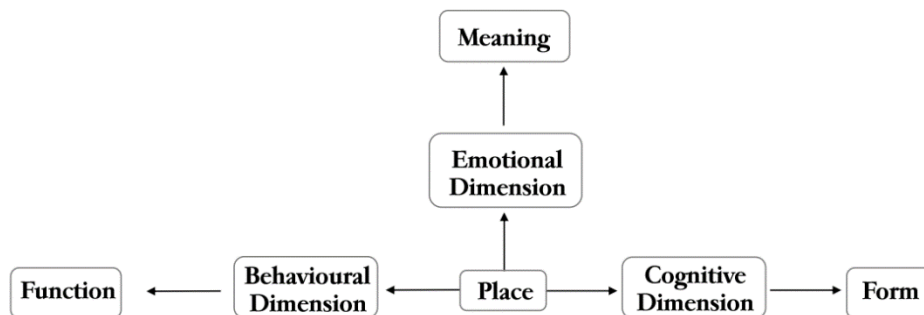 Meaning
Emotional
Dimension
Function
Behavioural
Dimension
Place
Cognitive
Dimension
Form